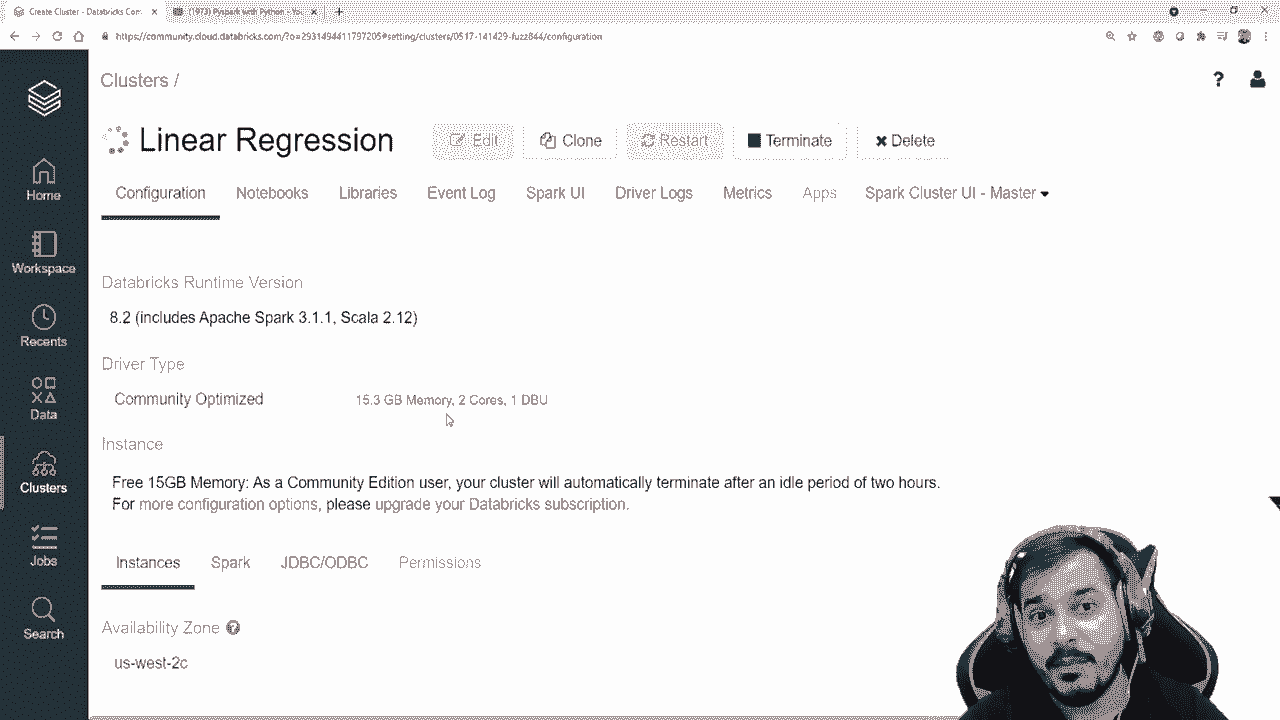 Create Cluster - Databricks Com
(1973) Pyspark with Python - Yo
https://community.cloud.databricks.com/?o=2931494411797205#setting/clusters/0517-141429-fuzz844/configuration
Clusters /
Linear Regression
Edit
Clone
Restart
Terminate
Delete
Configuration
Notebooks
Libraries
Event Log
Spark UI
Driver Logs
Metrics
Apps
Spark Cluster UI - Master
Home
Workspace
Recents
Data
Clusters
Jobs
Search
Databricks Runtime Version
8.2 (includes Apache Spark 3.1.1, Scala 2.12)
Driver Type
Community Optimized
15.3 GB Memory, 2 Cores, 1 DBU
Instance
Free 15GB Memory: As a Community Edition user, your cluster will automatically terminate after an idle period of two hours.
For more configuration options, please upgrade your Databricks subscription.
Instances
Spark
JDBC/ODBC
Permissions
Availability Zone ?
us-west-2c